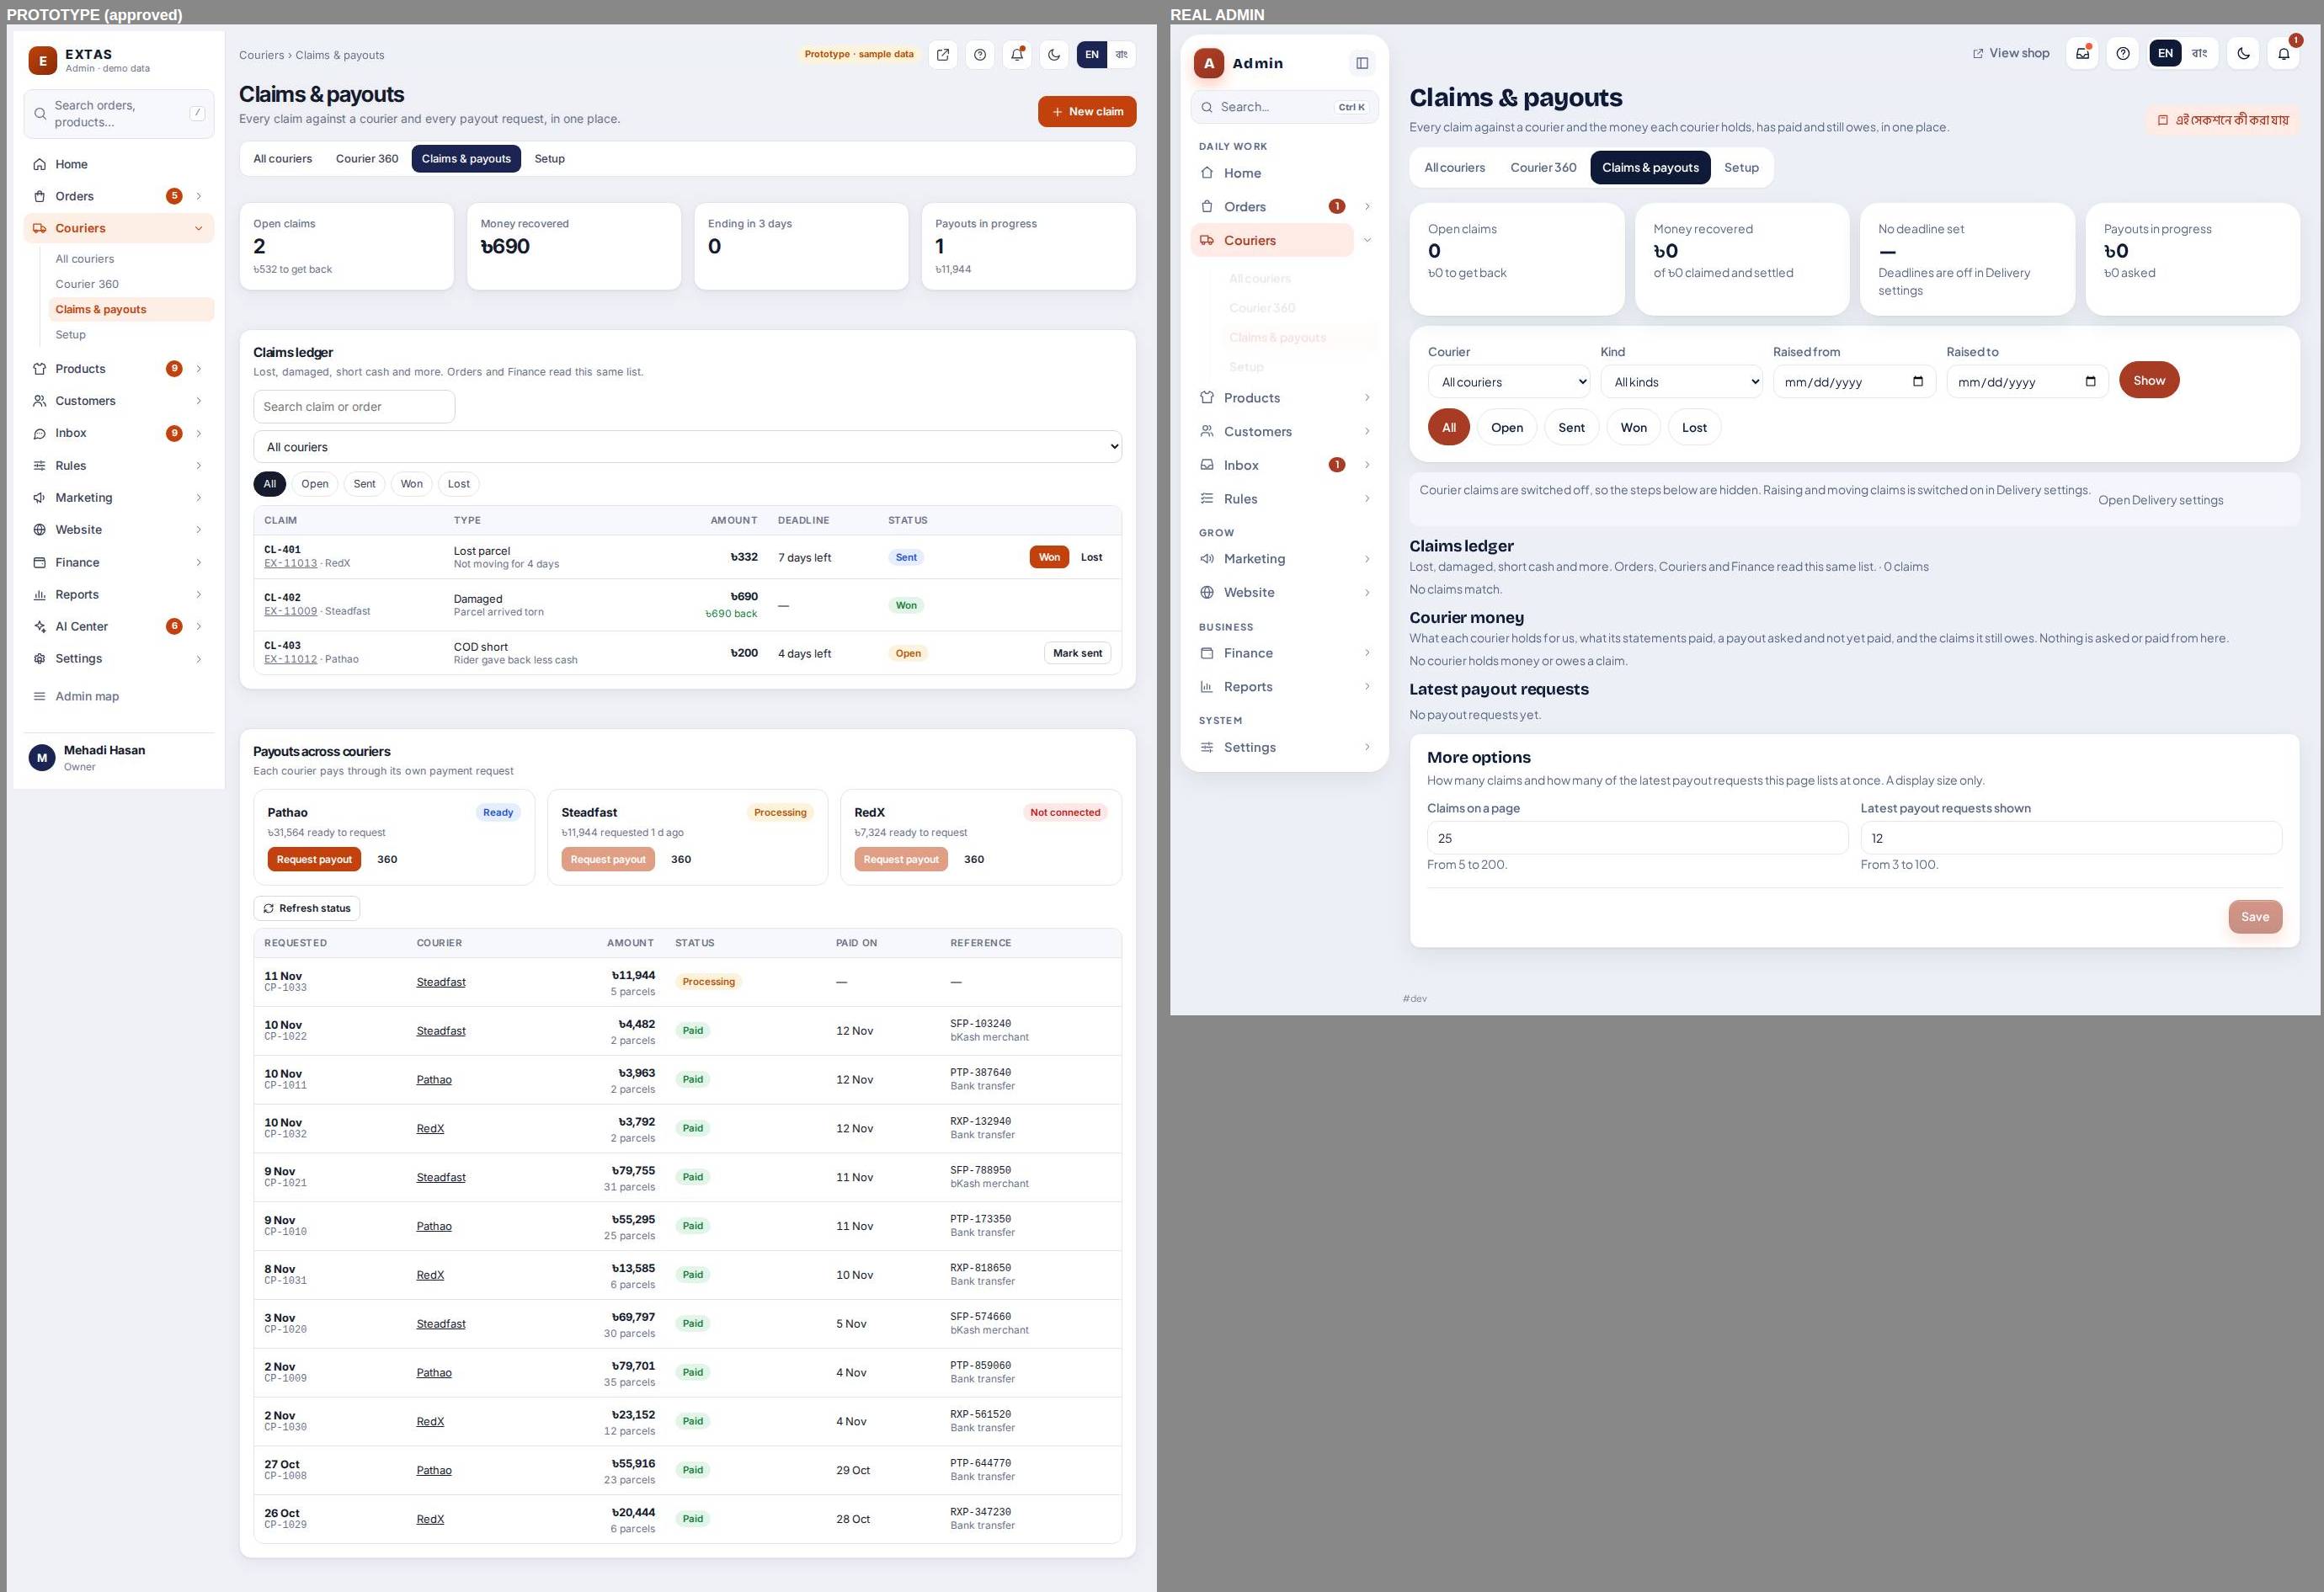 PROTOTYPE (approved)
E
EXTAS
Admin · demo data
Search orders, products...
/
Home
Orders 5
Couriers
All couriers
Courier 360
Claims & payouts
Setup
Products 9
Customers
Inbox 9
Rules
Marketing
Website
Finance
Reports
AI Center 6
Settings
Admin map
M
Mehadi Hasan
Owner
Couriers › Claims & payouts
Prototype · sample data
EN বাং
Claims & payouts
Every claim against a courier and every payout request, in one place.
+ New claim
All couriers Courier 360 Claims & payouts Setup
Open claims
2
৳532 to get back
Money recovered
৳690
Ending in 3 days
0
Payouts in progress
1
৳11,944
Claims ledger
Lost, damaged, short cash and more. Orders and Finance read this same list.
Search claim or order
All couriers
All Open Sent Won Lost
CLAIM TYPE AMOUNT DEADLINE STATUS
CL-401 Lost parcel ৳332 7 days left Sent Won Lost
EX-11013 · RedX Not moving for 4 days
CL-402 Damaged ৳690 — Won
EX-11009 · Steadfast Parcel arrived torn ৳690 back
CL-403 COD short ৳200 4 days left Open Mark sent
EX-11012 · Pathao Rider gave back less cash
Payouts across couriers
Each courier pays through its own payment request
Pathao Ready
৳31,564 ready to request
Request payout 360
Steadfast Processing
৳11,944 requested 1 d ago
Request payout 360
RedX Not connected
৳7,324 ready to request
Request payout 360
Refresh status
REQUESTED COURIER AMOUNT STATUS PAID ON REFERENCE
11 Nov Steadfast ৳11,944 Processing — —
CP-1033 5 parcels
10 Nov Steadfast ৳4,482 Paid 12 Nov SFP-103240
CP-1022 2 parcels bKash merchant
10 Nov Pathao ৳3,963 Paid 12 Nov PTP-387640
CP-1011 2 parcels Bank transfer
10 Nov RedX ৳3,792 Paid 12 Nov RXP-132940
CP-1032 2 parcels Bank transfer
9 Nov Steadfast ৳79,755 Paid 11 Nov SFP-788950
CP-1021 31 parcels bKash merchant
9 Nov Pathao ৳55,295 Paid 11 Nov PTP-173350
CP-1010 25 parcels Bank transfer
8 Nov RedX ৳13,585 Paid 10 Nov RXP-818650
CP-1031 6 parcels Bank transfer
3 Nov Steadfast ৳69,797 Paid 5 Nov SFP-574660
CP-1020 30 parcels bKash merchant
2 Nov Pathao ৳79,701 Paid 4 Nov PTP-859060
CP-1009 35 parcels Bank transfer
2 Nov RedX ৳23,152 Paid 4 Nov RXP-561520
CP-1030 12 parcels Bank transfer
27 Oct Pathao ৳55,916 Paid 29 Oct PTP-644770
CP-1008 23 parcels Bank transfer
26 Oct RedX ৳20,444 Paid 28 Oct RXP-347230
CP-1029 6 parcels Bank transfer
REAL ADMIN
A
Admin
Search... Ctrl K
DAILY WORK
Home
Orders 1
Couriers
All couriers
Courier 360
Claims & payouts
Setup
Products
Customers
Inbox 1
Rules
GROW
Marketing
Website
BUSINESS
Finance
Reports
SYSTEM
Settings
View shop
EN বাং
1
Claims & payouts
Every claim against a courier and the money each courier holds, has paid and still owes, in one place.
এই সেকশনে কী করা যায়
All couriers Courier 360 Claims & payouts Setup
Open claims
0
৳0 to get back
Money recovered
৳0
of ৳0 claimed and settled
No deadline set
—
Deadlines are off in Delivery settings
Payouts in progress
৳0
৳0 asked
Courier Kind Raised from Raised to
All couriers All kinds mm/dd/yyyy mm/dd/yyyy Show
All Open Sent Won Lost
Courier claims are switched off, so the steps below are hidden. Raising and moving claims is switched on in Delivery settings.
Open Delivery settings
Claims ledger
Lost, damaged, short cash and more. Orders, Couriers and Finance read this same list. · 0 claims
No claims match.
Courier money
What each courier holds for us, what its statements paid, a payout asked and not yet paid, and the claims it still owes. Nothing is asked or paid from here.
No courier holds money or owes a claim.
Latest payout requests
No payout requests yet.
More options
How many claims and how many of the latest payout requests this page lists at once. A display size only.
Claims on a page Latest payout requests shown
25 12
From 5 to 200. From 3 to 100.
Save
#dev